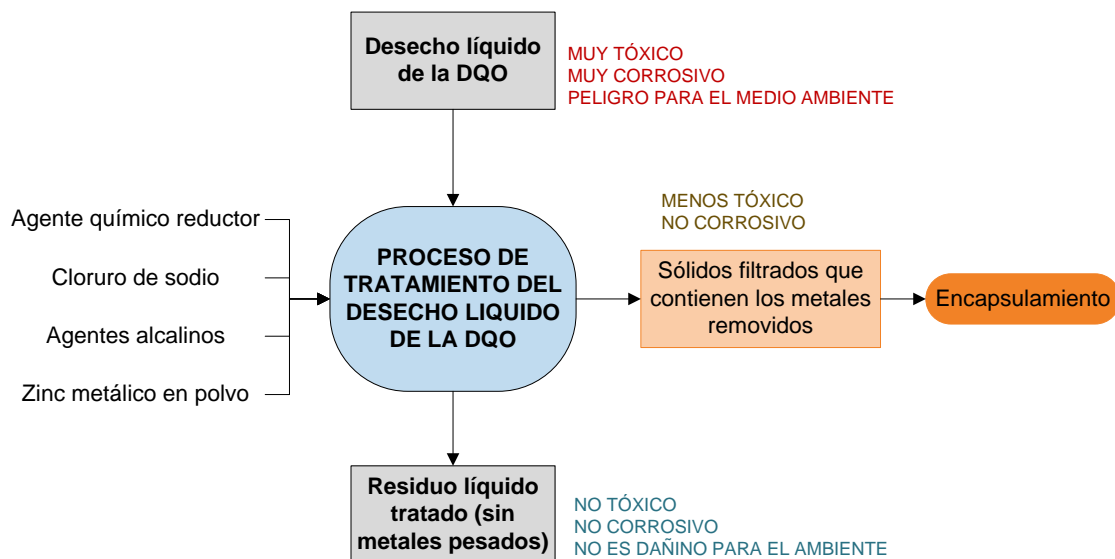 Desecho líquido
de la DQO
MUY TÓXICO
MUY CORROSIVO
PELIGRO PARA EL MEDIO AMBIENTE
Agente químico reductor
Cloruro de sodio
Agentes alcalinos
Zinc metálico en polvo
PROCESO DE
TRATAMIENTO DEL
DESECHO LIQUIDO
DE LA DQO
MENOS TÓXICO
NO CORROSIVO
Sólidos filtrados que
contienen los metales
removidos
Encapsulamiento
Residuo líquido
tratado (sin
metales pesados)
NO TÓXICO
NO CORROSIVO
NO ES DAÑINO PARA EL AMBIENTE